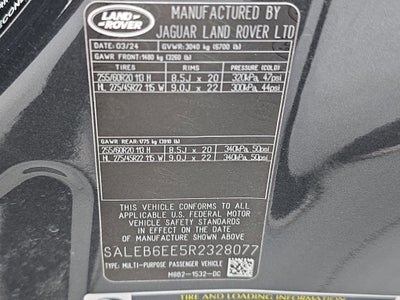 LAND ROVER
MANUFACTURED BY
JAGUAR LAND ROVER LTD
DATE: 03/24 GVWR: 3040 kg (6700 lb)
GAWR FRONT: 1480 kg (3260 lb)
TIRES RIMS PRESSURE (COLD)
255/60R20 113 H 8.5J x 20 320kPa, 47psi
HL 275/45R22 115 W 9.0J x 22 300kPa, 44psi
GAWR REAR: 1775 kg (3910 lb)
255/60R20 113 H 8.5J x 20 340kPa, 50psi
HL 275/45R22 115 W 9.0J x 22 340kPa, 50psi
THIS VEHICLE CONFORMS TO ALL APPLICABLE
U.S. FEDERAL MOTOR
VEHICLE SAFETY STANDARDS
IN EFFECT ON THE DATE OF
MANUFACTURE SHOWN ABOVE
SALEB6EE5R2328077
TYPE: MULTI-PURPOSE PASSENGER VEHICLE
M8B2-1532-DC
TIRE AND LOADING INFORMATION